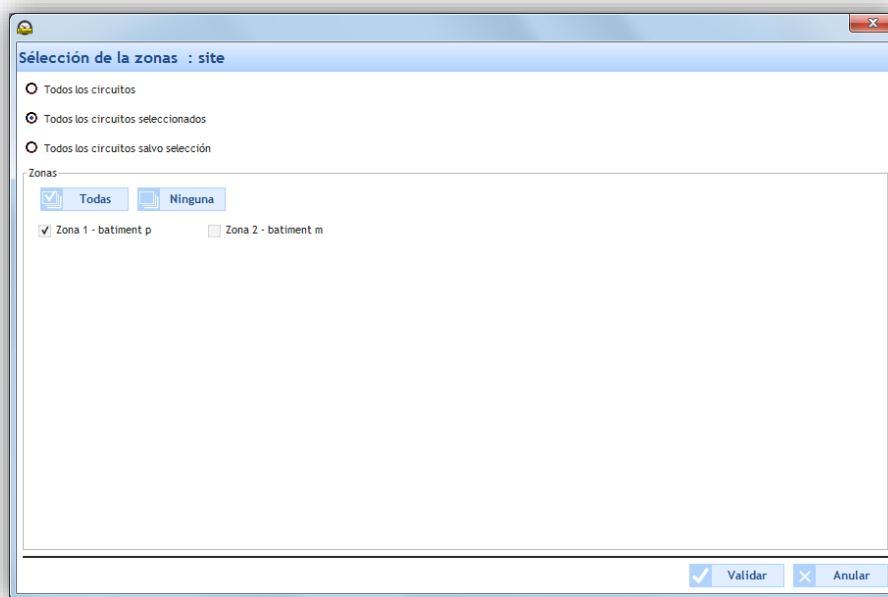 Sélección de la zonas : site
Todos los circuitos
Todos los circuitos seleccionados
Todos los circuitos salvo selección
Zonas
Todas Ninguna
Zona 1 - batiment p Zona 2 - batiment m
Validar Anular